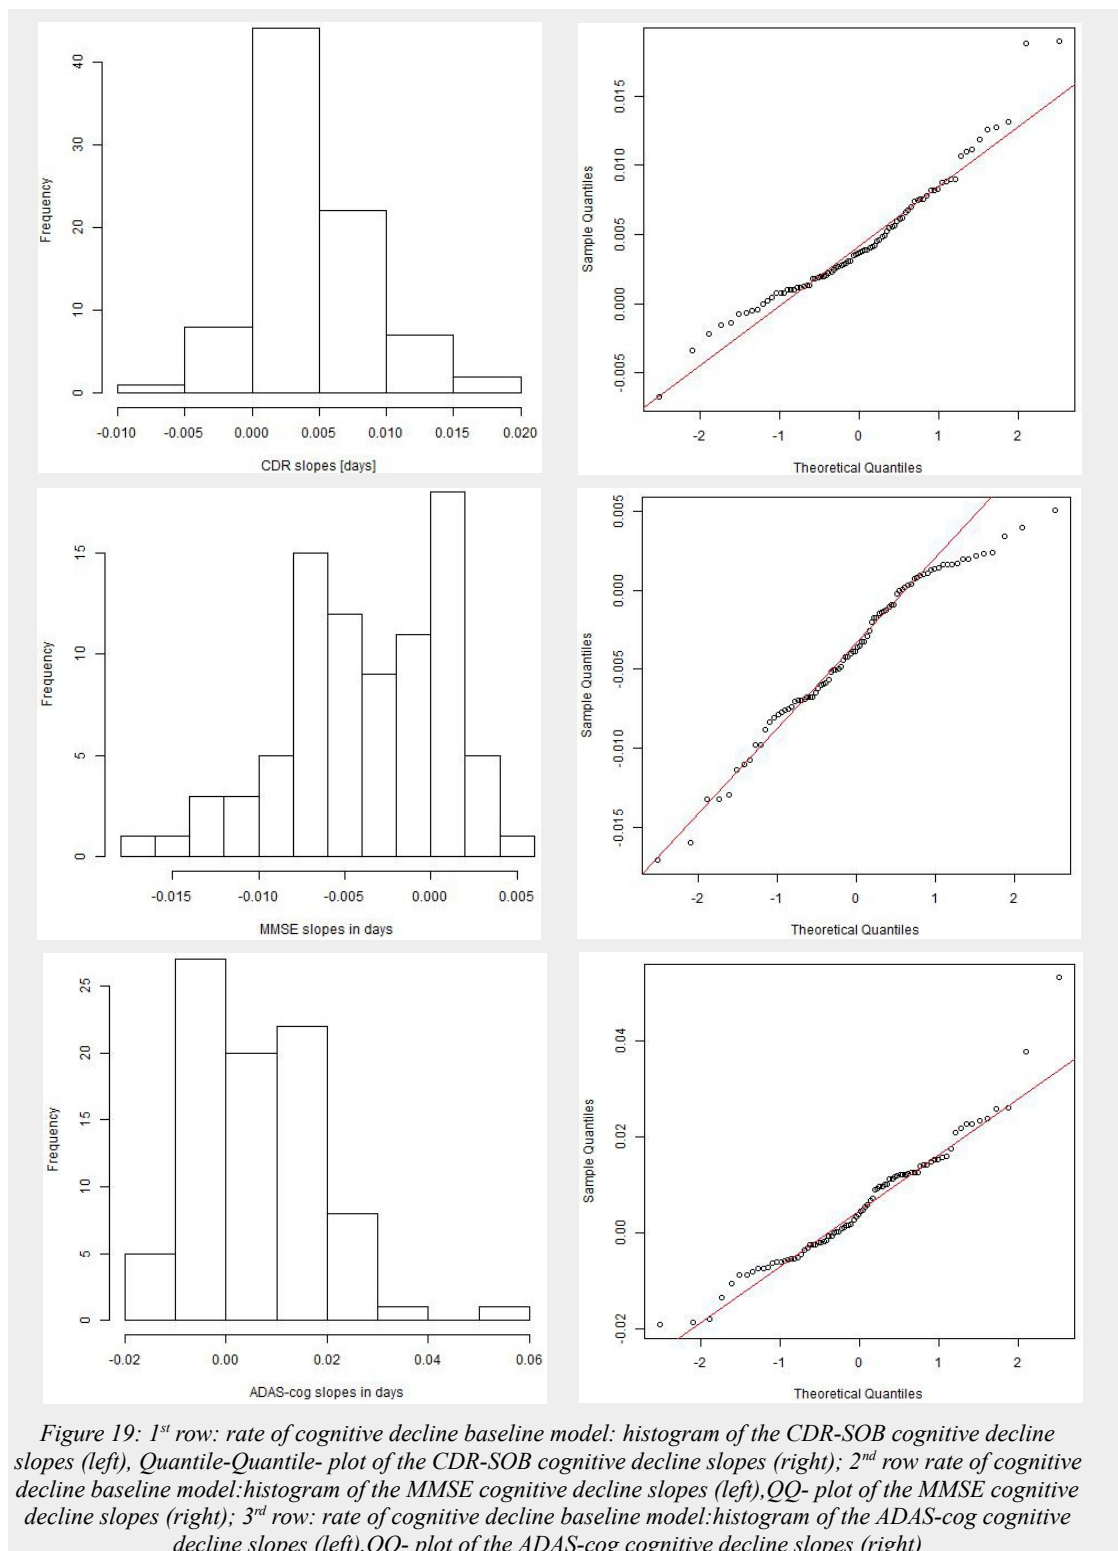 Frequency
0 10 20 30 40
-0.010 -0.005 0.000 0.005 0.010 0.015 0.020
CDR slopes [days]
Sample Quantiles
-0.005 0.000 0.005 0.010 0.015
-2 -1 0 1 2
Theoretical Quantiles
Frequency
0 5 10 15
-0.015 -0.010 -0.005 0.000 0.005
MMSE slopes in days
Sample Quantiles
-0.015 -0.010 -0.005 0.000 0.005
-2 -1 0 1 2
Theoretical Quantiles
Frequency
0 5 10 15 20 25
-0.02 0.00 0.02 0.04 0.06
ADAS-cog slopes in days
Sample Quantiles
-0.02 0.00 0.02 0.04
-2 -1 0 1 2
Theoretical Quantiles
Figure 19: 1st row: rate of cognitive decline baseline model: histogram of the CDR-SOB cognitive decline
slopes (left), Quantile-Quantile- plot of the CDR-SOB cognitive decline slopes (right); 2nd row rate of cognitive
decline baseline model:histogram of the MMSE cognitive decline slopes (left),QQ- plot of the MMSE cognitive
decline slopes (right); 3rd row: rate of cognitive decline baseline model:histogram of the ADAS-cog cognitive
decline slopes (left),QQ- plot of the ADAS-cog cognitive decline slopes (right)